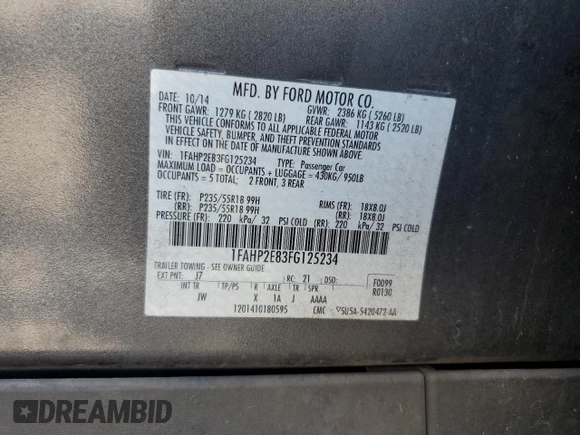 MFD. BY FORD MOTOR CO.
DATE: 10/14 GVWR: 2386 KG ( 5260 LB)
FRONT GAWR: 1279 KG ( 2820 LB) REAR GAWR: 1143 KG ( 2520 LB)
THIS VEHICLE CONFORMS TO ALL APPLICABLE FEDERAL MOTOR
VEHICLE SAFETY, BUMPER, AND THEFT PREVENTION STANDARDS
IN EFFECT ON THE DATE OF MANUFACTURE SHOWN ABOVE.
VIN: 1FAHP2E83FG125234 TYPE: Passenger Car
MAXIMUM LOAD = OCCUPANTS + LUGGAGE = 430KG/ 950LB
OCCUPANTS = 5 TOTAL: 2 FRONT, 3 REAR
TIRE (FR): P235/55R18 99H RIMS (FR): 18X8.0J
(RR): P235/55R18 99H (RR): 18X8.0J
PRESSURE (FR): 220 kPa/ 32 PSI COLD (RR): 220 kPa/ 32 PSI COLD
1FAHP2E83FG125234
TRAILER TOWING - SEE OWNER GUIDE
EXT PNT: J7 RC: 21 DSO: F0099
R0130
INT TR TP/PS R AXLE TR SPR
JW X 1A J AAAA
1201410180595 CMC
DREAMBID